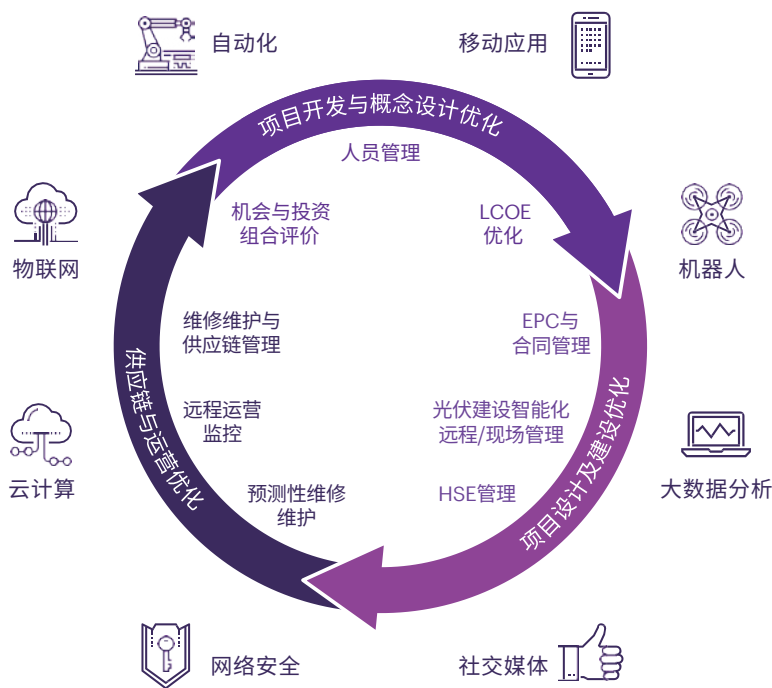 自动化
移动应用
项目开发与概念设计优化
人员管理
机会与投资
组合评价
LCOE
优化
物联网
机器人
维修维护与
供应链管理
EPC与
合同管理
供应链与运营优化
远程运营
监控
光伏建设智能化
远程/现场管理
项目设计及建设优化
云计算
大数据分析
预测性维修
维护
HSE管理
网络安全
社交媒体